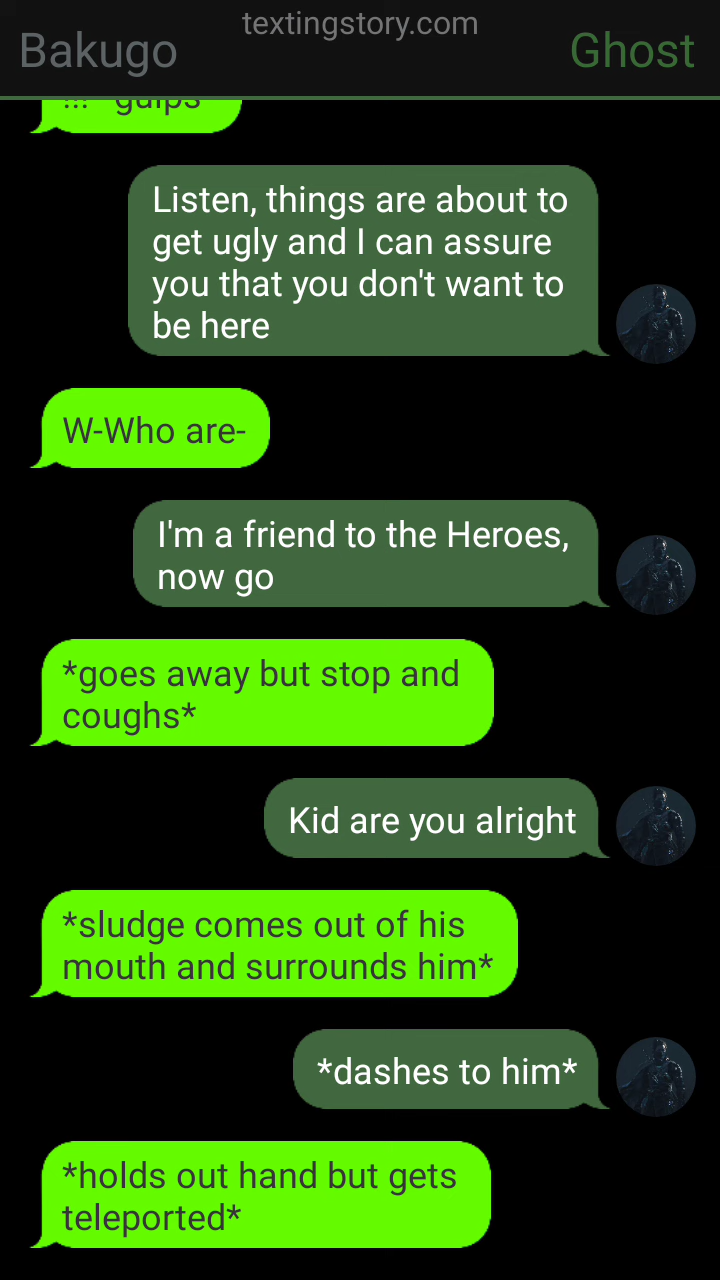 textingstory.com
Bakugo
Ghost
!!! *gulps*
Listen, things are about to
get ugly and I can assure
you that you don't want to
be here
W-Who are-
I'm a friend to the Heroes,
now go
*goes away but stop and
coughs*
Kid are you alright
*sludge comes out of his
mouth and surrounds him*
*dashes to him*
*holds out hand but gets
teleported*